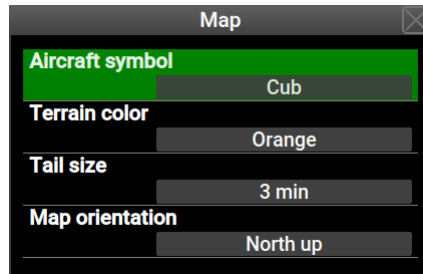 Map
Aircraft symbol
Cub
Terrain color
Orange
Tail size
3 min
Map orientation
North up